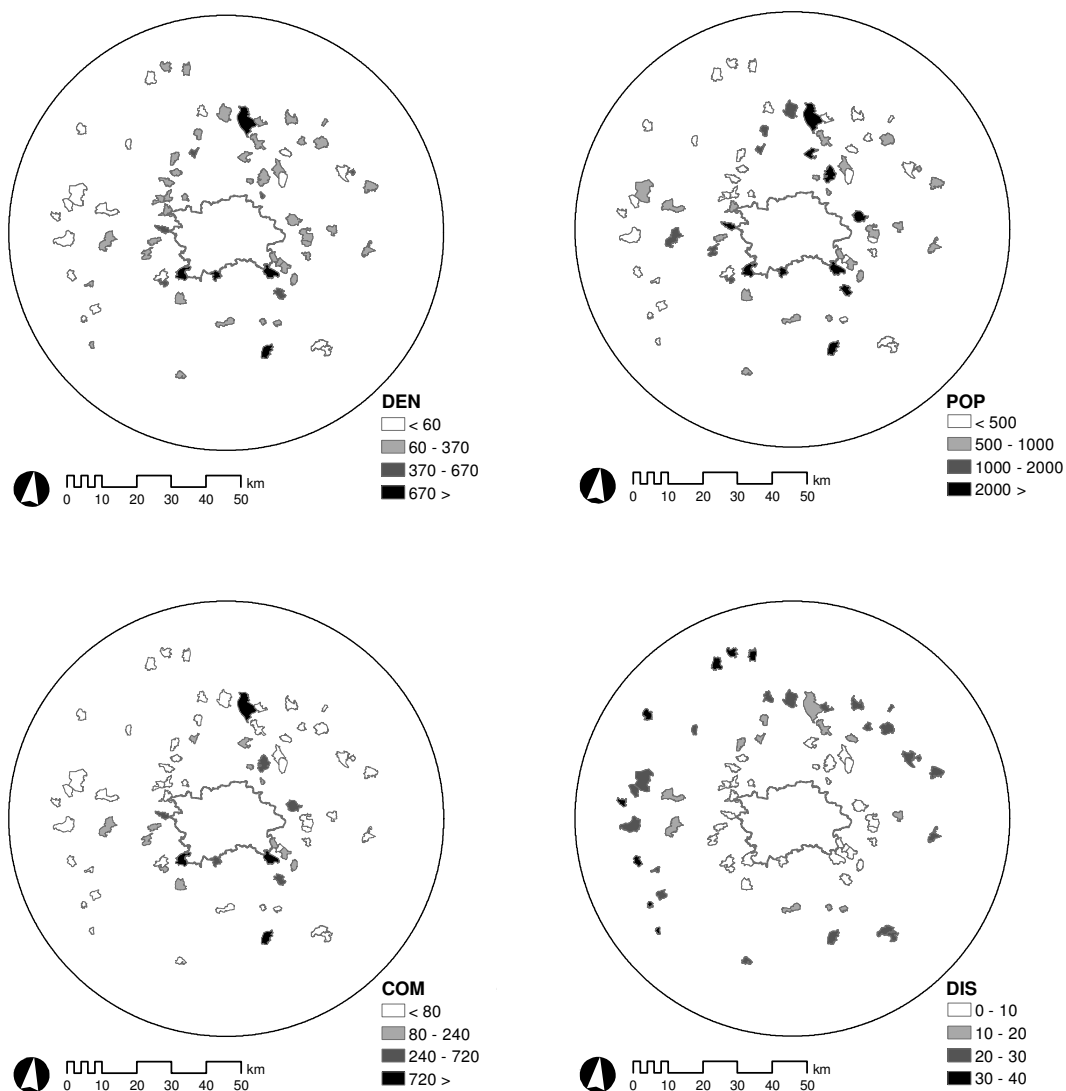 DEN
< 60
60 - 370
370 - 670
670 >
km
0 10 20 30 40 50
POP
< 500
500 - 1000
1000 - 2000
2000 >
km
0 10 20 30 40 50
COM
< 80
80 - 240
240 - 720
720 >
km
0 10 20 30 40 50
DIS
0 - 10
10 - 20
20 - 30
30 - 40
km
0 10 20 30 40 50